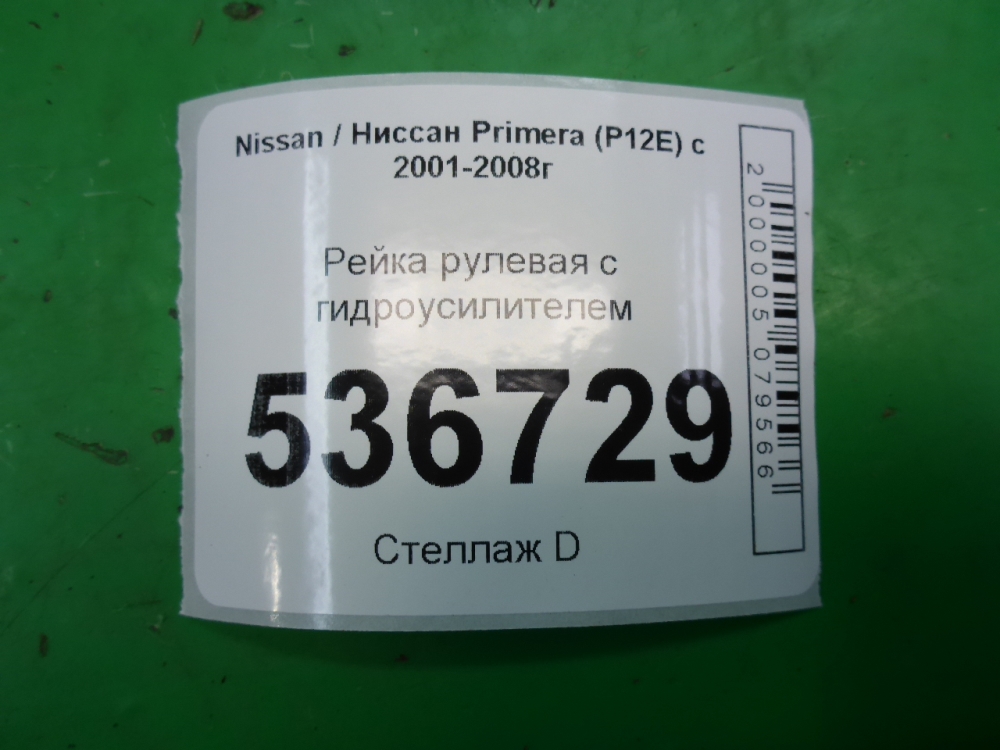 Nissan / Ниссан Primera (P12E) с
2001-2008г
Рейка рулевая с
гидроусилителем
536729
Стеллаж D
2000005079566